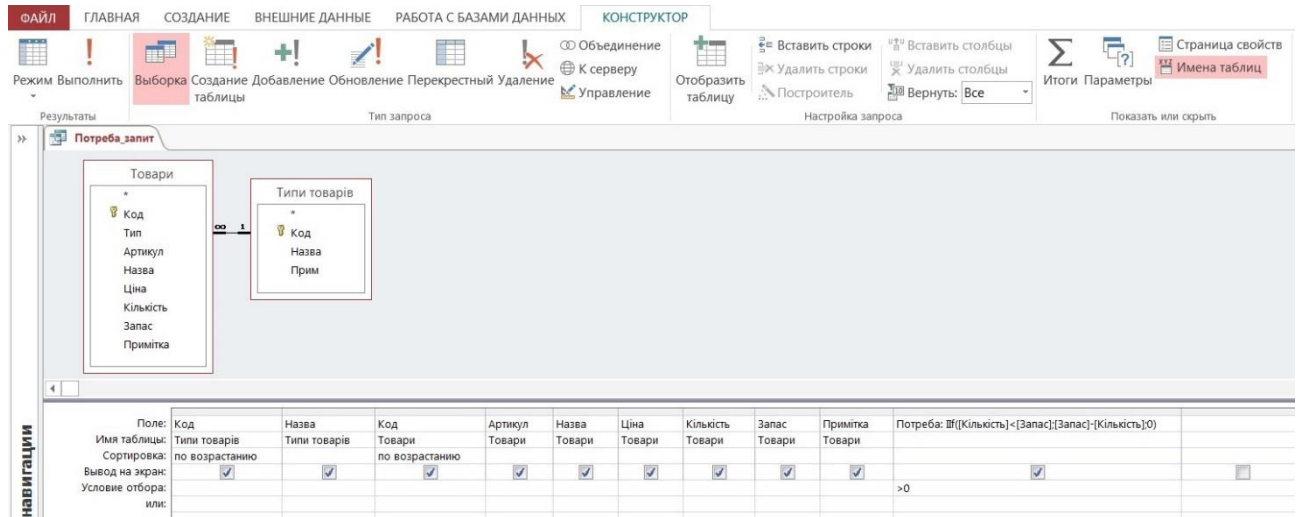 ФАЙЛ ГЛАВНАЯ СОЗДАНИЕ ВНЕШНИЕ ДАННЫЕ РАБОТА С БАЗАМИ ДАННЫХ КОНСТРУКТОР
Режим Выполнить
Результаты
Выборка Создание таблицы Добавление Обновление Перекрестный Удаление
Объединение
К серверу
Управление
Тип запроса
Отобразить таблицу
Вставить строки
Удалить строки
Построитель
Вставить столбцы
Удалить столбцы
Вернуть: Все
Настройка запроса
Итоги Параметры
Страница свойств
Имена таблиц
Показать или скрыть
»
Потреба_запит
Товари
*
Код
Тип
Артикул
Назва
Ціна
Кількість
Запас
Примітка
∞ 1
Типи товарів
*
Код
Назва
Прим
навигации
Поле: Код Назва Код Артикул Назва Ціна Кількість Запас Примітка Потреба: IIf([Кількість]<[Запас];[Запас]-[Кількість];0)
Имя таблицы: Типи товарів Типи товарів Товари Товари Товари Товари Товари Товари Товари
Сортировка: по возрастанию по возрастанию
Вывод на экран:
Условие отбора: >0
или: